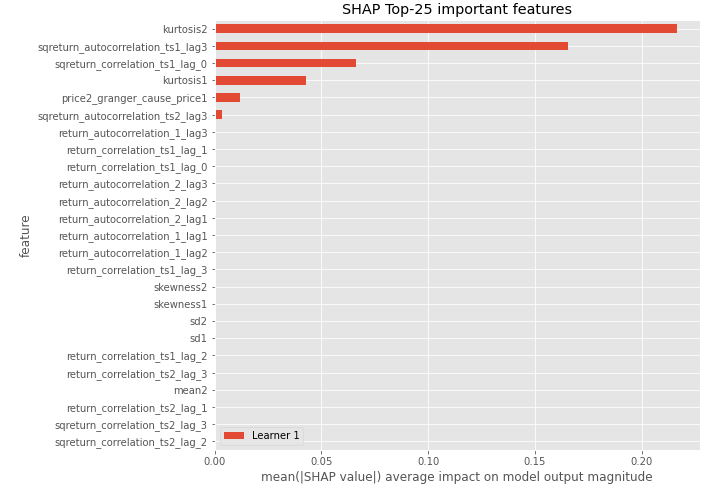 SHAP Top-25 important features
kurtosis2
sqreturn_autocorrelation_ts1_lag3
sqreturn_correlation_ts1_lag_0
kurtosis1
price2_granger_cause_price1
sqreturn_autocorrelation_ts2_lag3
return_autocorrelation_1_lag3
return_correlation_ts1_lag_1
return_correlation_ts1_lag_0
return_autocorrelation_2_lag3
return_autocorrelation_2_lag2
return_autocorrelation_2_lag1
return_autocorrelation_1_lag1
return_autocorrelation_1_lag2
return_correlation_ts1_lag_3
skewness2
skewness1
sd2
sd1
return_correlation_ts1_lag_2
return_correlation_ts2_lag_3
mean2
return_correlation_ts2_lag_1
sqreturn_correlation_ts2_lag_3
sqreturn_correlation_ts2_lag_2
feature
Learner 1
0.00 0.05 0.10 0.15 0.20
mean(|SHAP value|) average impact on model output magnitude